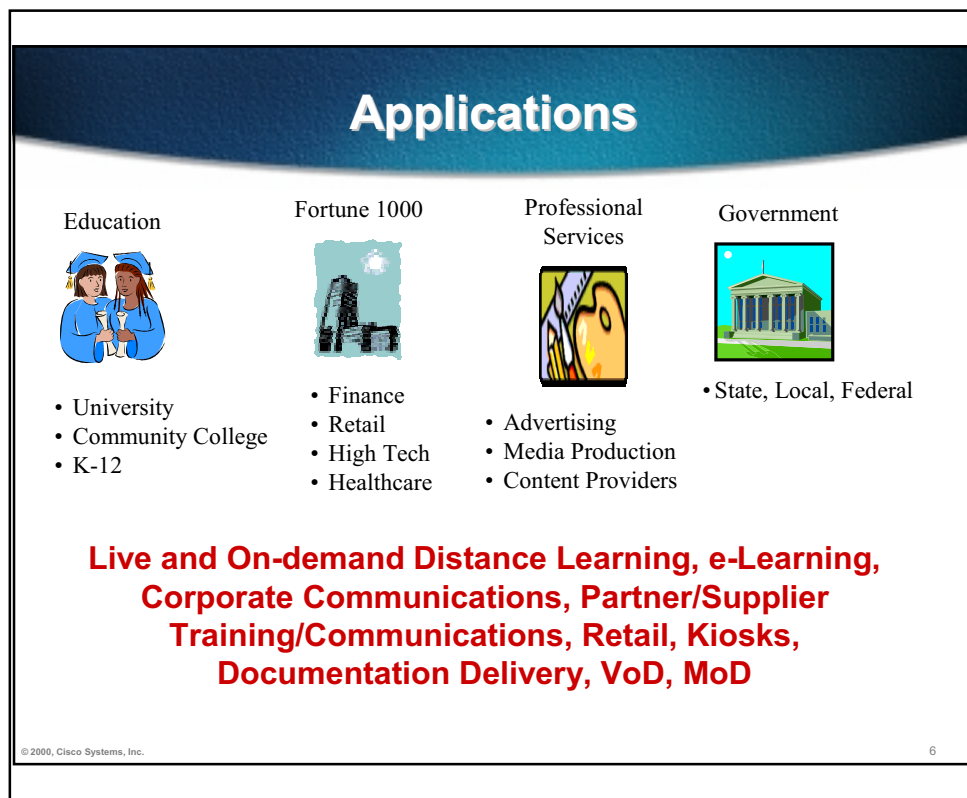 Applications
Education
• University
• Community College
• K-12
Fortune 1000
• Finance
• Retail
• High Tech
• Healthcare
Professional
Services
• Advertising
• Media Production
• Content Providers
Government
• State, Local, Federal
Live and On-demand Distance Learning, e-Learning,
Corporate Communications, Partner/Supplier
Training/Communications, Retail, Kiosks,
Documentation Delivery, VoD, MoD
© 2000, Cisco Systems, Inc.
6